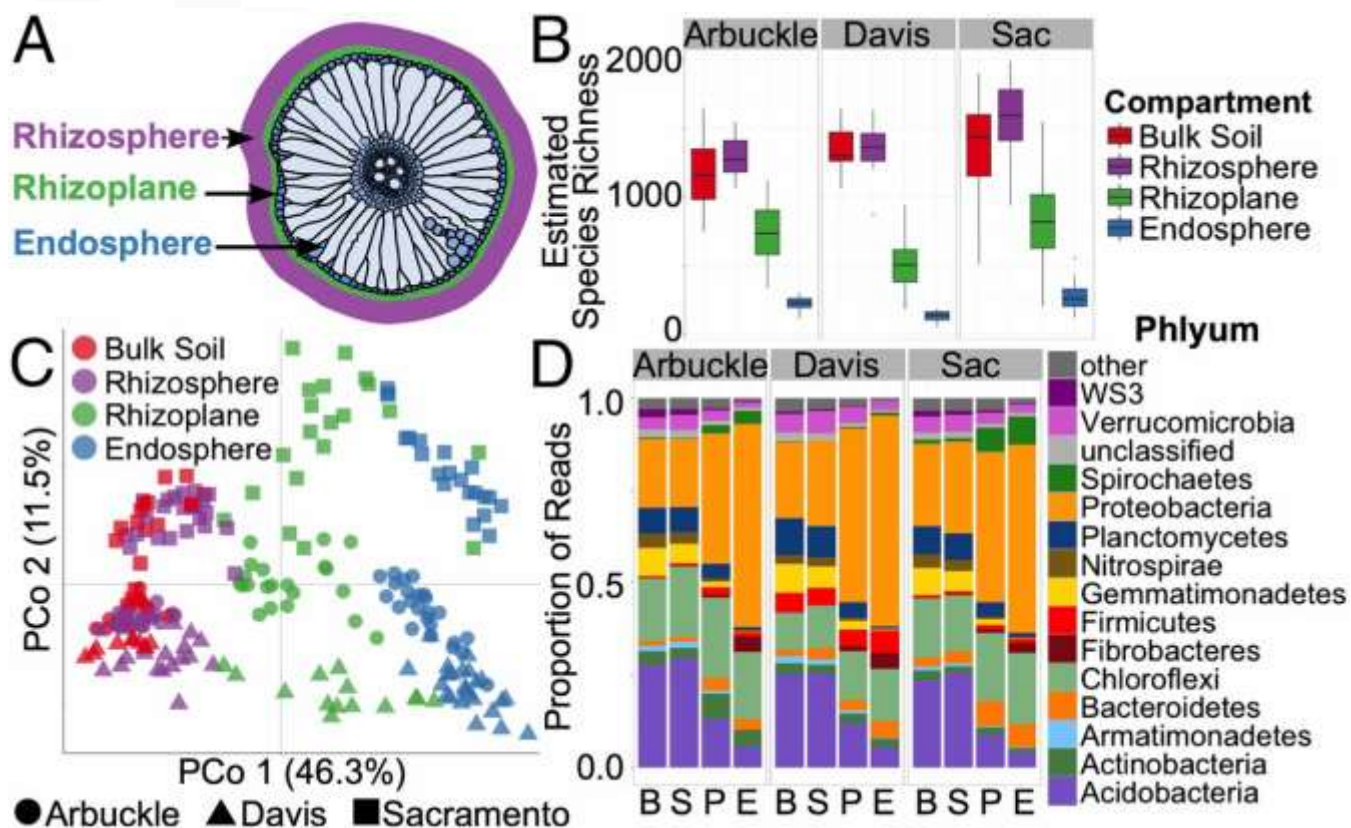 A
Rhizosphere
Rhizoplane
Endosphere
B
Arbuckle Davis Sac
Estimated
Species Richness
2000
1000
0
Compartment
Bulk Soil
Rhizosphere
Rhizoplane
Endosphere
C
Bulk Soil
Rhizosphere
Rhizoplane
Endosphere
PCo 2 (11.5%)
PCo 1 (46.3%)
Arbuckle Davis Sacramento
D
Arbuckle Davis Sac
Proportion of Reads
1.0
0.5
0.0
B S P E B S P E B S P E
Phlyum
other
WS3
Verrucomicrobia
unclassified
Spirochaetes
Proteobacteria
Planctomycetes
Nitrospirae
Gemmatimonadetes
Firmicutes
Fibrobacteres
Chloroflexi
Bacteroidetes
Armatimonadetes
Actinobacteria
Acidobacteria